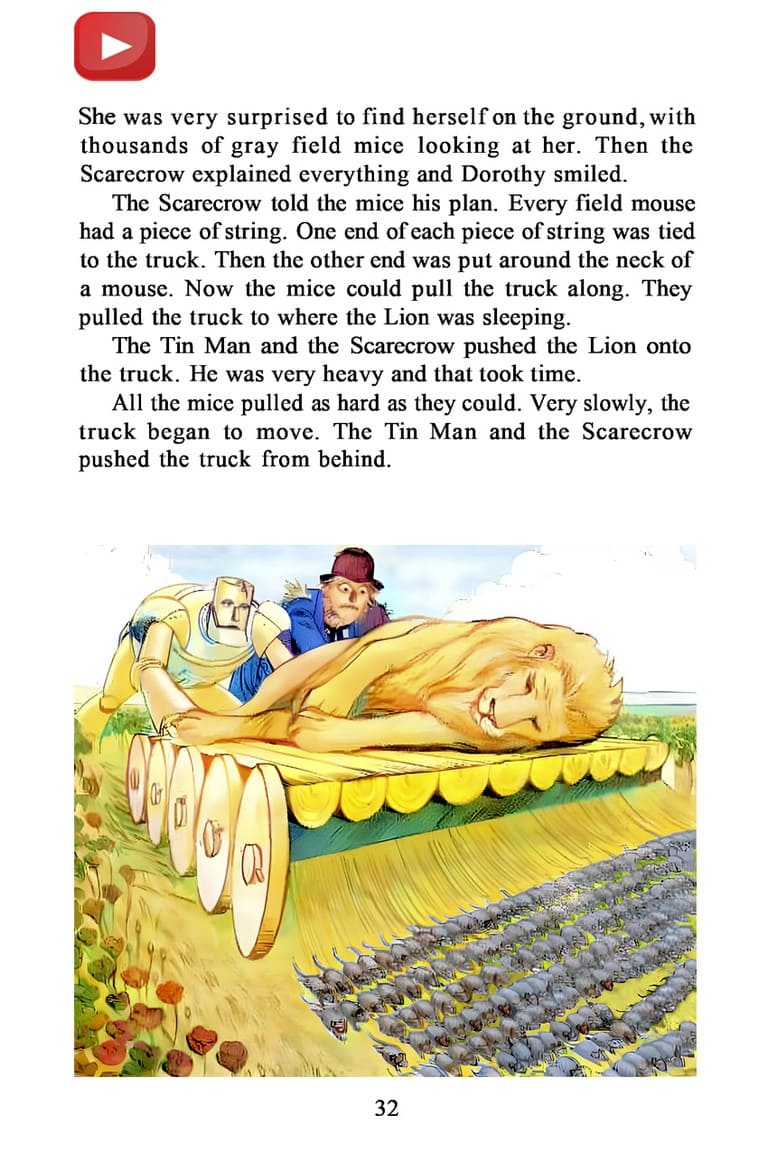 She was very surprised to find herself on the ground, with
thousands of gray field mice looking at her. Then the
Scarecrow explained everything and Dorothy smiled.
The Scarecrow told the mice his plan. Every field mouse
had a piece of string. One end of each piece of string was tied
to the truck. Then the other end was put around the neck of
a mouse. Now the mice could pull the truck along. They
pulled the truck to where the Lion was sleeping.
The Tin Man and the Scarecrow pushed the Lion onto
the truck. He was very heavy and that took time.
All the mice pulled as hard as they could. Very slowly, the
truck began to move. The Tin Man and the Scarecrow
pushed the truck from behind.
32